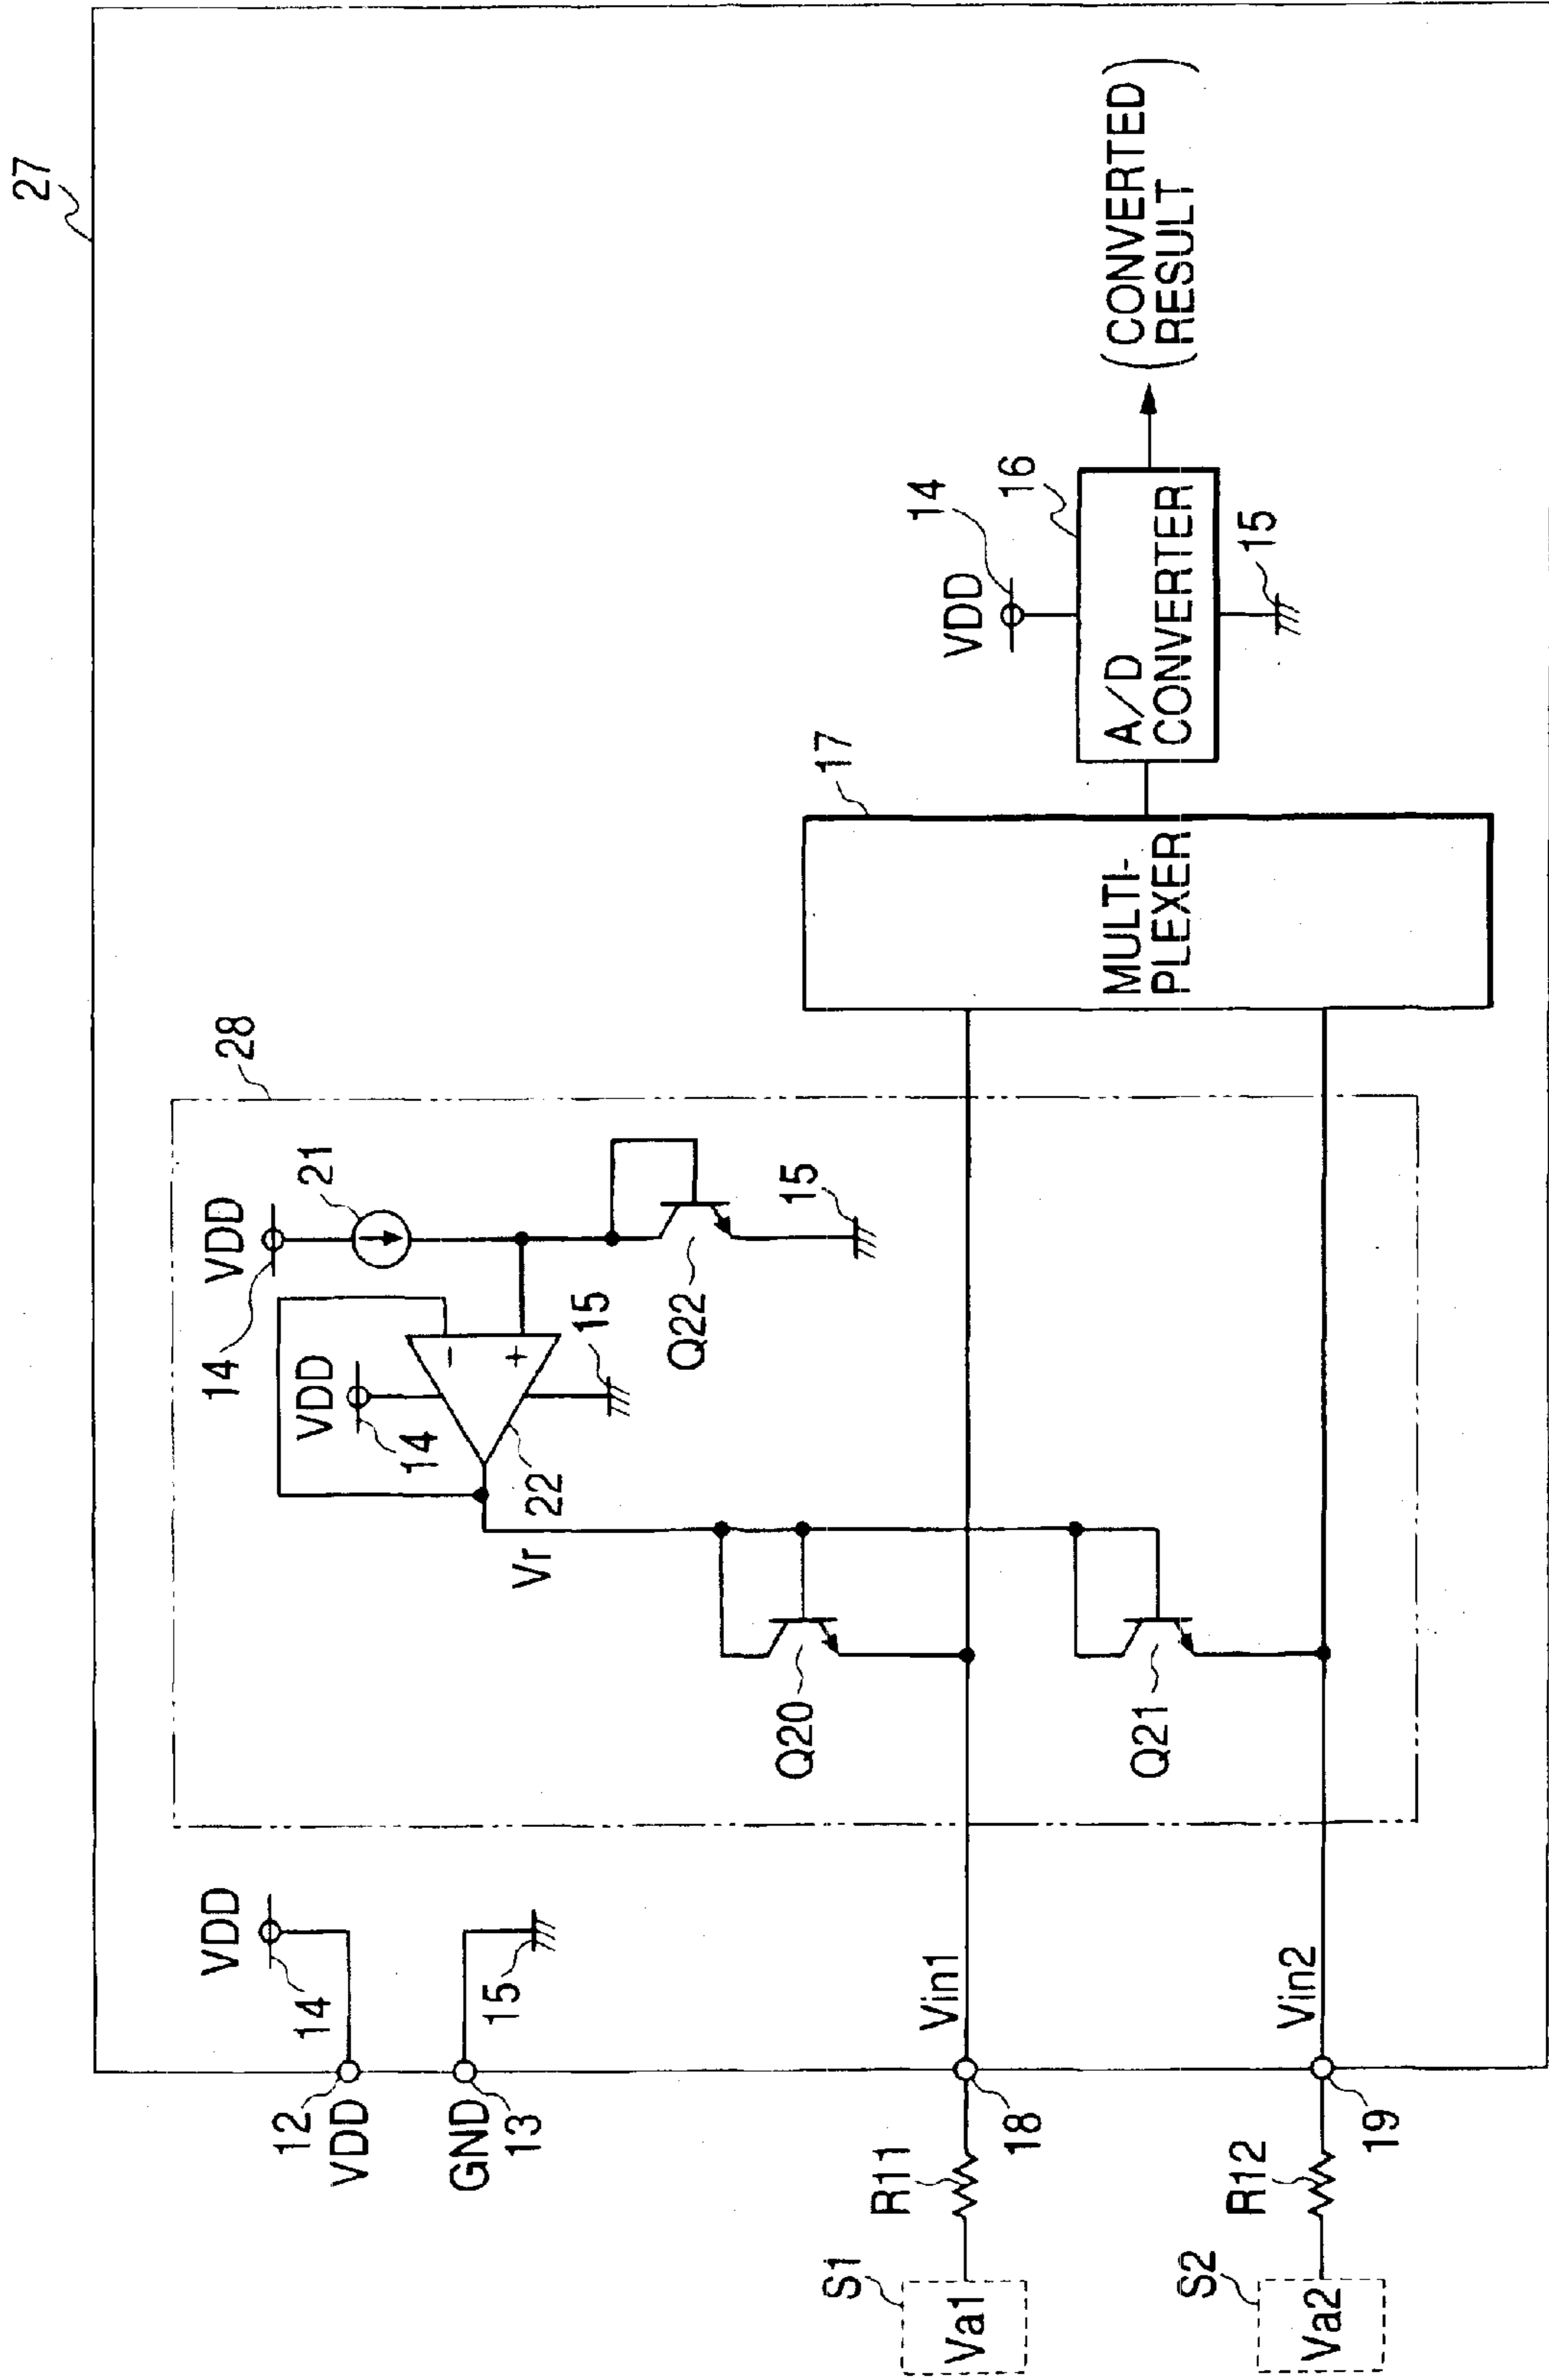 27
28
VDD
14
12
VDD
GND
13
15
VDD
14
21
VDD
14
15
22
Vr
Q22
15
Q20
Q21
17
MULTI-
PLEXER
VDD
14
16
A/D
CONVERTER
15
(CONVERTED)
(RESULT
S1
Va1
R11
18
Vin1
S2
Va2
R12
19
Vin2
-
+